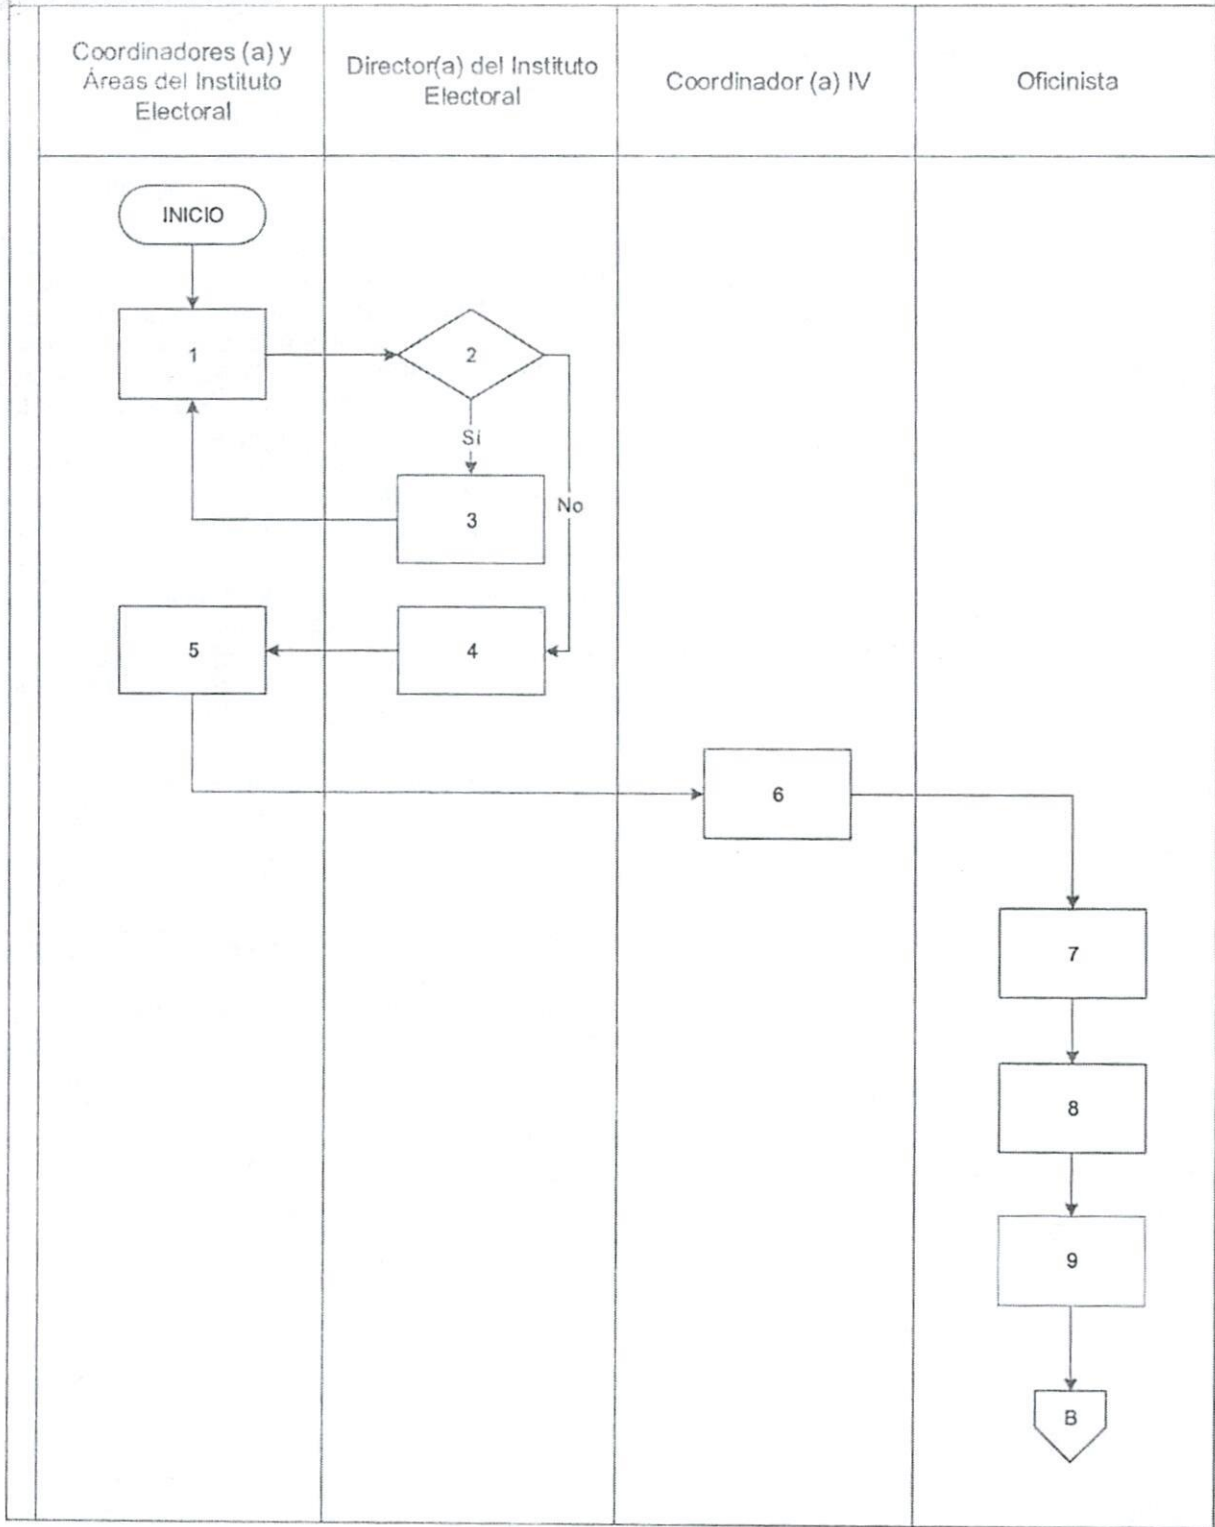 Coordinadores (a) y
Áreas del Instituto
Electoral
Director(a) del Instituto
Electoral
Coordinador (a) IV
Oficinista
INICIO
1
2
Sí
3
No
5
4
6
7
8
9
B